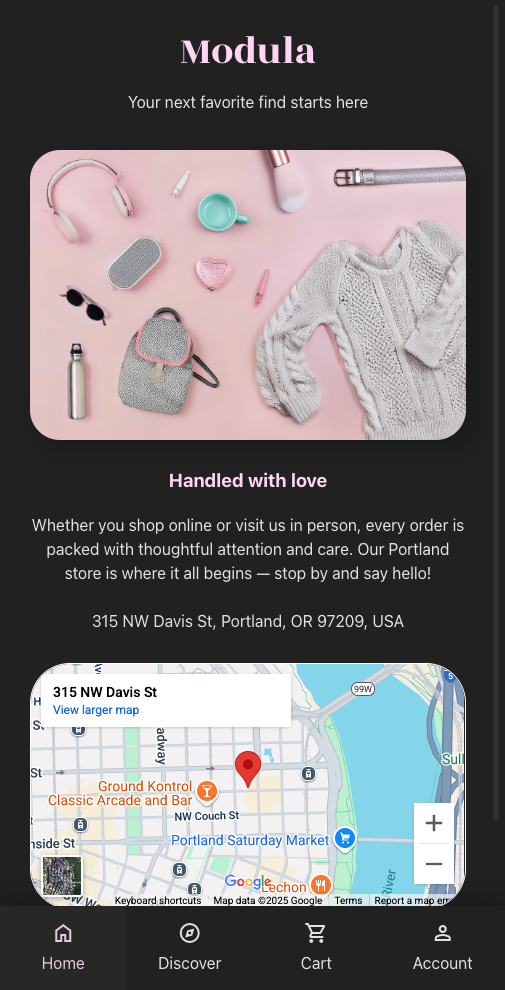 Modula
Your next favorite find starts here
Handled with love
Whether you shop online or visit us in person, every order is
packed with thoughtful attention and care. Our Portland
store is where it all begins — stop by and say hello!
315 NW Davis St, Portland, OR 97209, USA
315 NW Davis St
View larger map
99W
5
H
St
adway
Sull
St
Ground Kontrol
Classic Arcade and Bar
NW Couch St
Portland Saturday Market
nside St
Google
Lechon
River
SW W
Keyboard shortcuts
Map data ©2025 Google
Terms
Report a map err
Home
Discover
Cart
Account